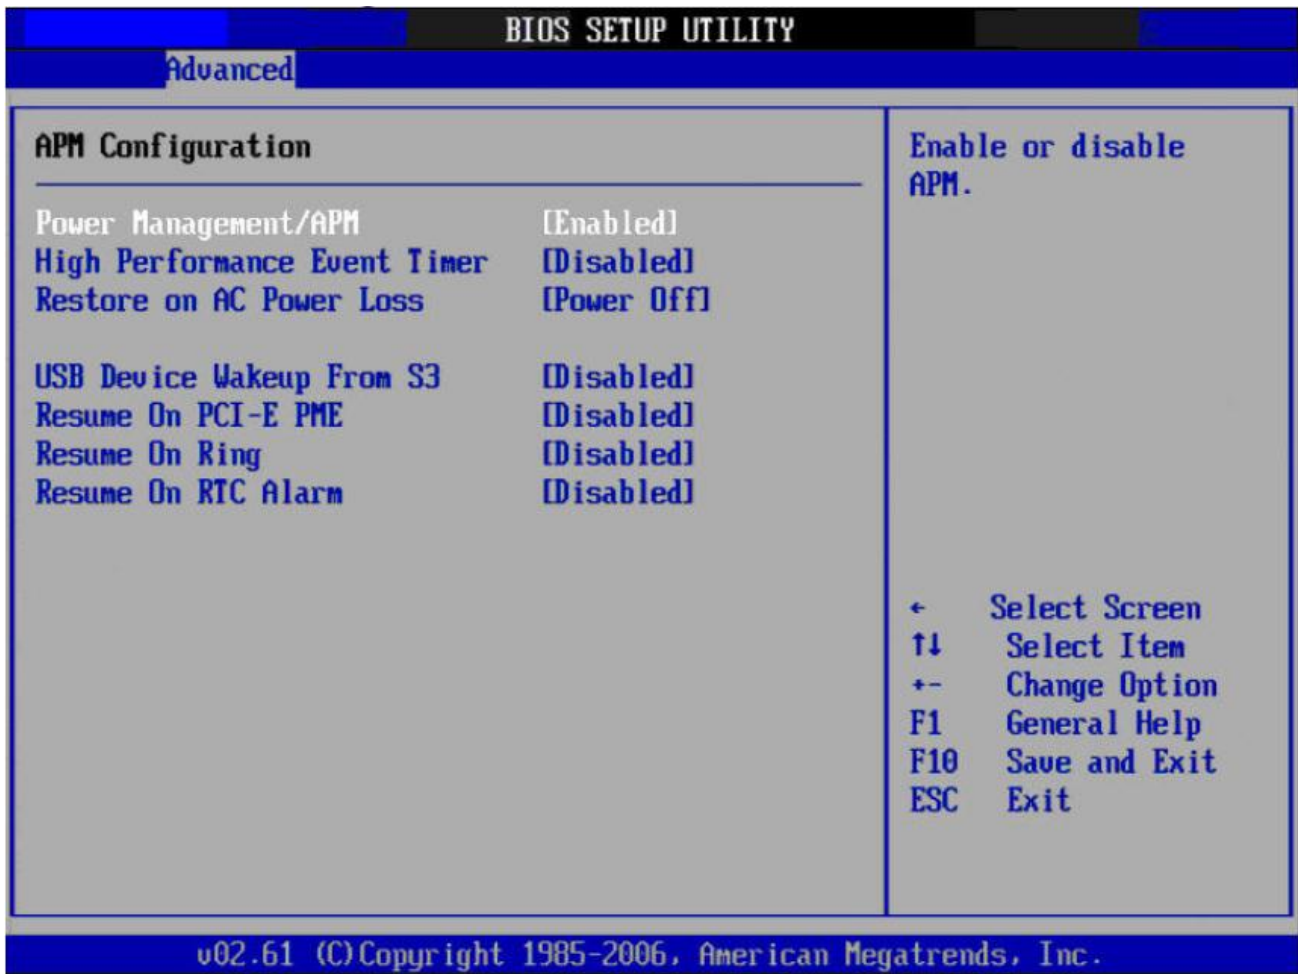 BIOS SETUP UTILITY
Advanced
APM Configuration
Power Management/APM [Enabled]
High Performance Event Timer [Disabled]
Restore on AC Power Loss [Power Off]
USB Device Wakeup From S3 [Disabled]
Resume On PCI-E PME [Disabled]
Resume On Ring [Disabled]
Resume On RTC Alarm [Disabled]
Enable or disable
APM.
← Select Screen
↑↓ Select Item
+- Change Option
F1 General Help
F10 Save and Exit
ESC Exit
v02.61 (C)Copyright 1985-2006, American Megatrends, Inc.